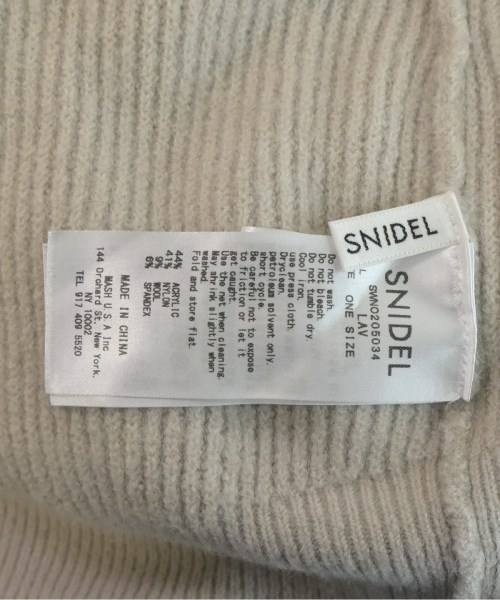 SNIDEL
SNIDEL
SWNO205034
LAV
ONE SIZE
Do not wash.
Do not bleach.
Do not tumble dry.
Cool iron.
use press cloth.
Dryclean
petroleum solvent only.
short cycle.
Be careful not to expose
to friction or let it
get caught.
Use the net when cleaning.
May shrink slightly when
washed.
Fold and store flat.
44% ACRYLIC
41% NYLON
9% WOOL
6% SPANDEX
MADE IN CHINA
MASH U.S.A Inc
144 Orchard St. New York.
NY 10002
TEL 917 409 5520